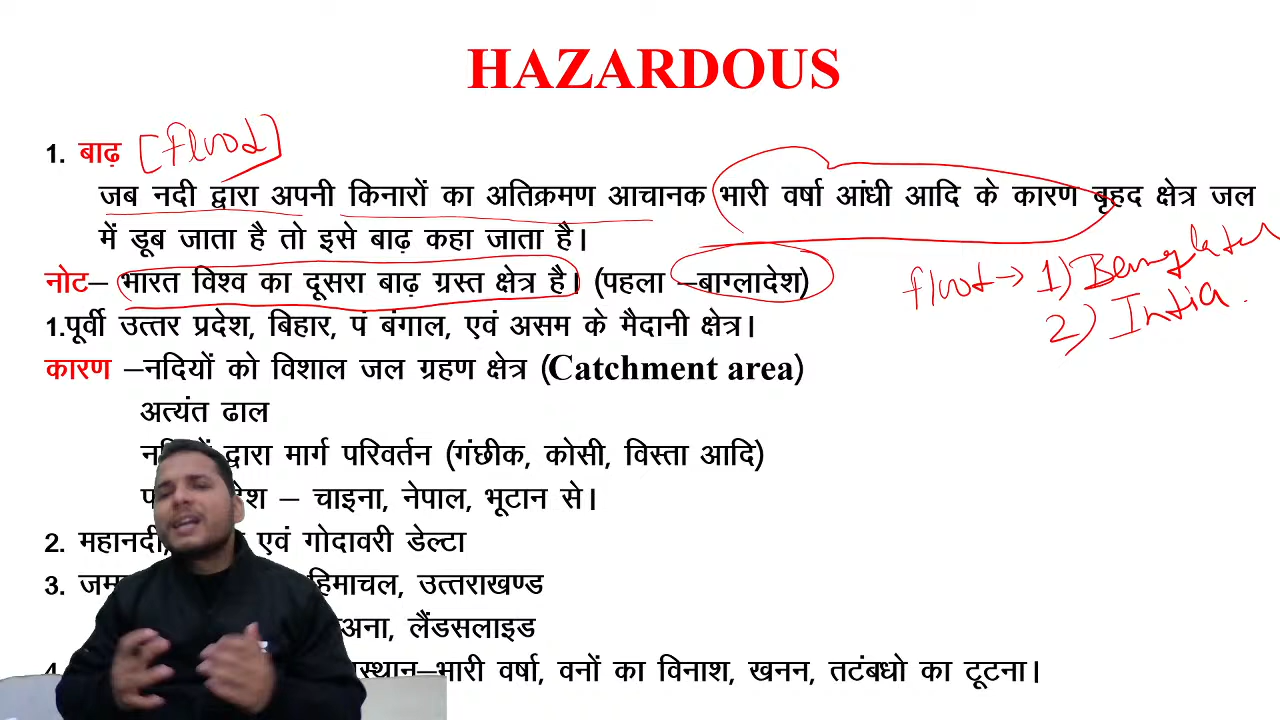 HAZARDOUS
1. बाढ़ [Flood]
जब नदी द्वारा अपनी किनारों का अतिक्रमण आचानक भारी वर्षा आंधी आदि के कारण बृहद क्षेत्र जल
में डूब जाता है तो इसे बाढ़ कहा जाता है।
नोट– भारत विश्व का दूसरा बाढ़ ग्रस्त क्षेत्र है। (पहला –बाग्लादेश)
flood → 1)
2) India.
1.पूर्वी उत्तर प्रदेश, बिहार, पं बंगाल, एवं असम के मैदानी क्षेत्र।
कारण –नदियों को विशाल जल ग्रहण क्षेत्र (Catchment area)
अत्यंत ढाल
द्वारा मार्ग परिवर्तन (गंछीक, कोसी, विस्ता आदि)
– चाइना, नेपाल, भूटान से।
2. महानदी, एवं गोदावरी डेल्टा
3. हिमाचल, उत्तराखण्ड
लैंडसलाइड
–भारी वर्षा, वनों का विनाश, खनन, तटंबधो का टूटना।